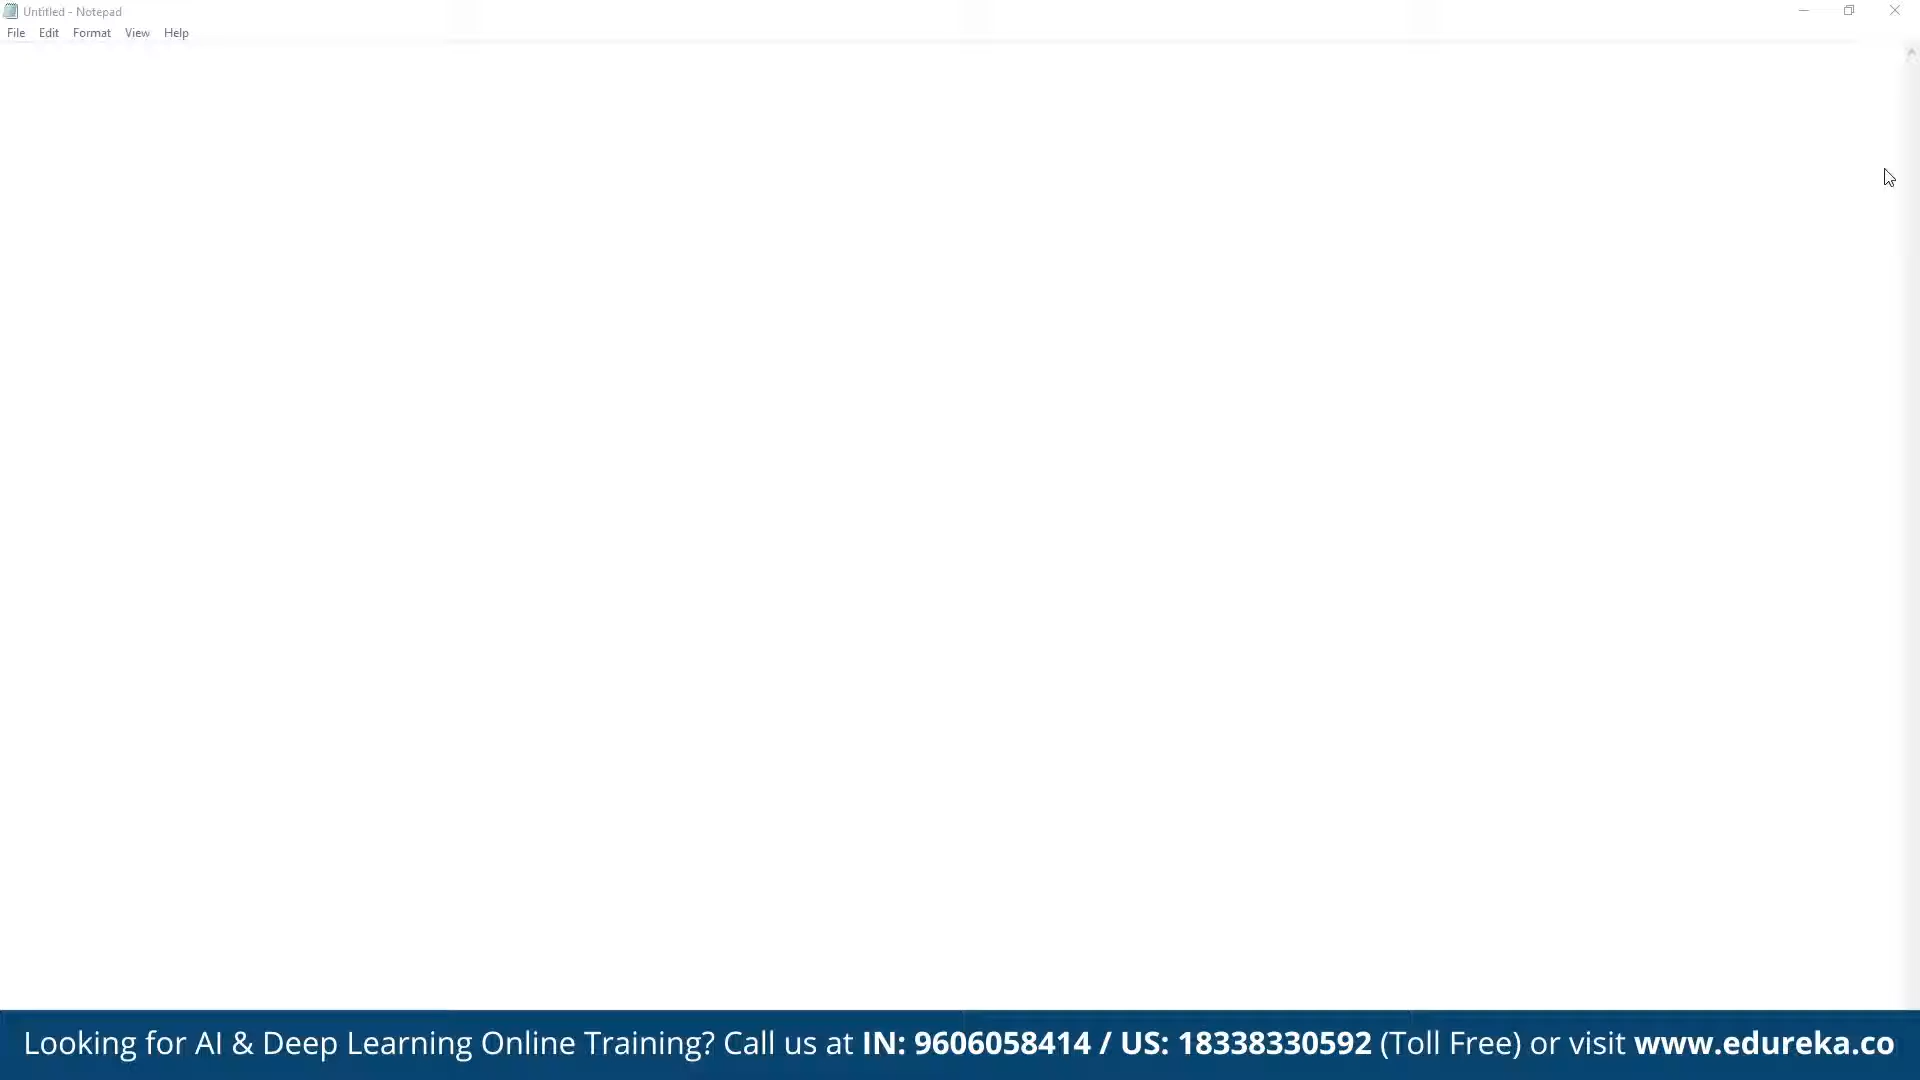 Untitled - Notepad
File Edit Format View Help
Looking for AI & Deep Learning Online Training? Call us at IN: 9606058414 / US: 18338330592 (Toll Free) or visit www.edureka.co